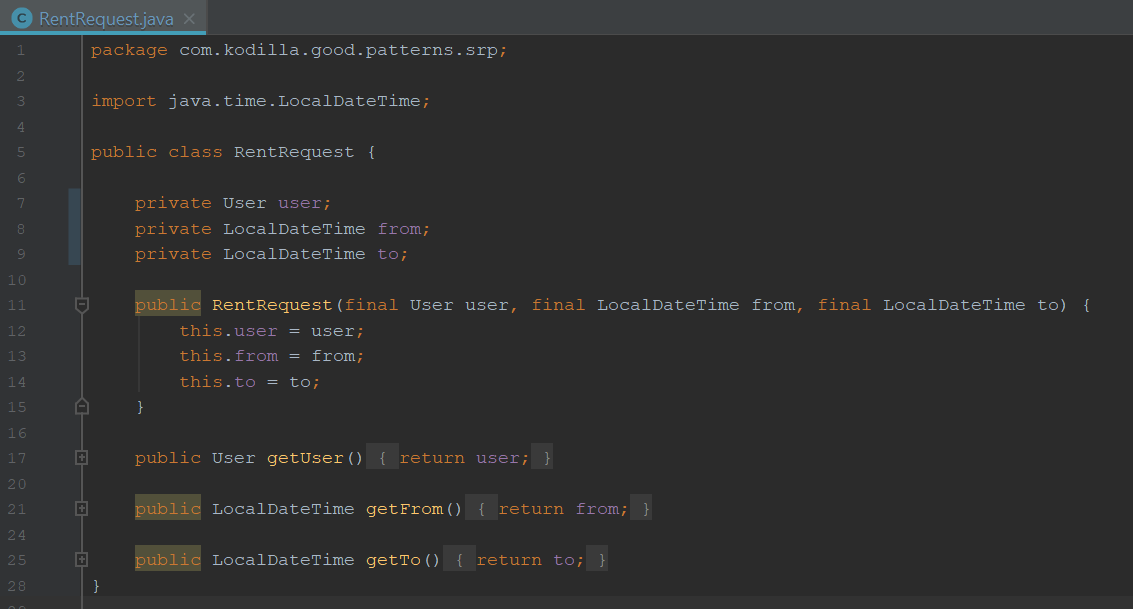 C RentRequest.java
1 package com.kodilla.good.patterns.srp;
2
3 import java.time.LocalDateTime;
4
5 public class RentRequest {
6
7 private User user;
8 private LocalDateTime from;
9 private LocalDateTime to;
10
11 public RentRequest(final User user, final LocalDateTime from, final LocalDateTime to) {
12 this.user = user;
13 this.from = from;
14 this.to = to;
15 }
16
17 public User getUser() { return user; }
20
21 public LocalDateTime getFrom() { return from; }
24
25 public LocalDateTime getTo() { return to; }
28 }